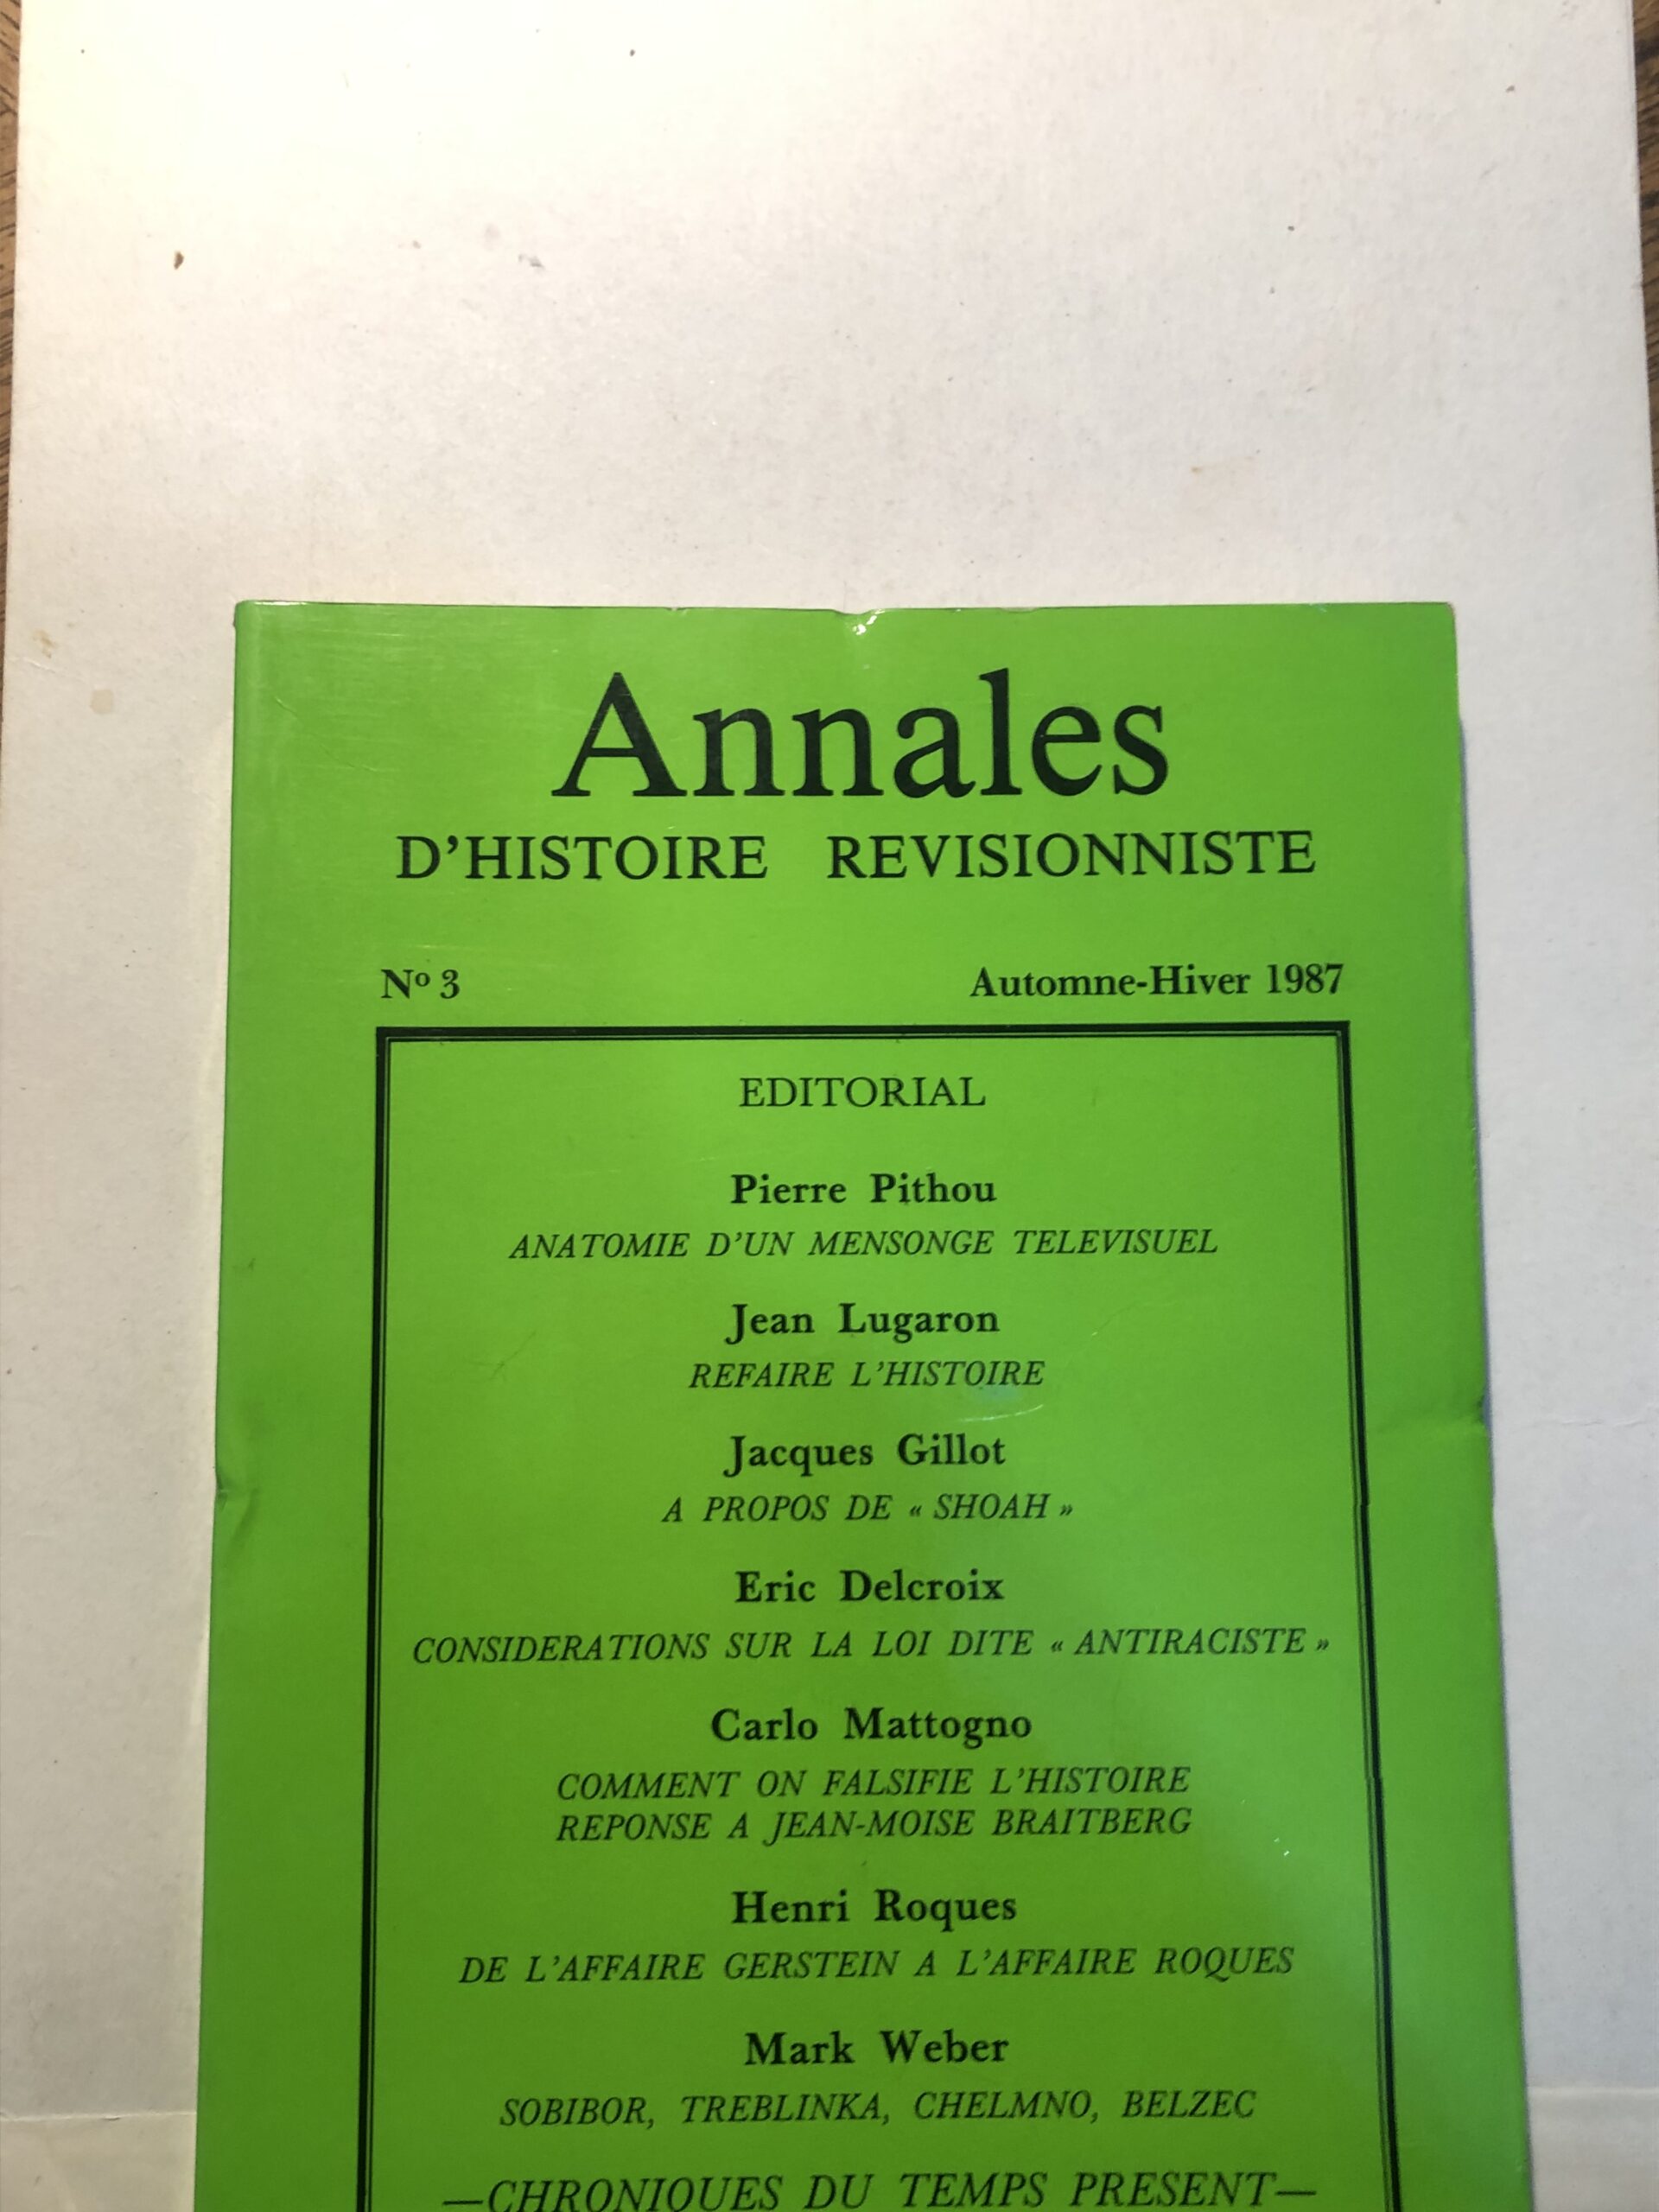 Annales
D'HISTOIRE REVISIONNISTE
Nº 3
Automne-Hiver 1987
EDITORIAL
Pierre Pithou
ANATOMIE D'UN MENSONGE TELEVISUEL
Jean Lugaron
REFAIRE L'HISTOIRE
Jacques Gillot
A PROPOS DE « SHOAH »
Eric Delcroix
CONSIDERATIONS SUR LA LOI DITE « ANTIRACISTE »
Carlo Mattogno
COMMENT ON FALSIFIE L'HISTOIRE
REPONSE A JEAN-MOISE BRAITBERG
Henri Roques
DE L'AFFAIRE GERSTEIN A L'AFFAIRE ROQUES
Mark Weber
SOBIBOR, TREBLINKA, CHELMNO, BELZEC
—CHRONIQUES DU TEMPS PRESENT—